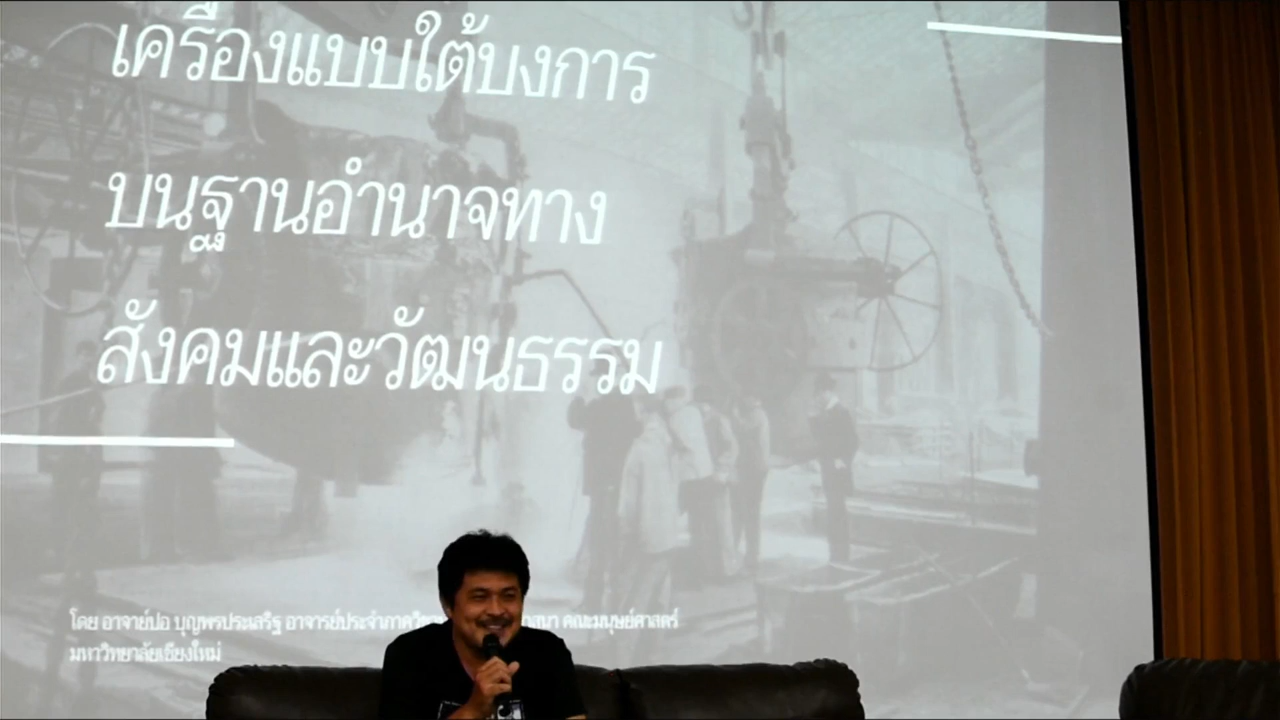 เครื่องแบบใต้บงการ
บนฐานอำนาจทาง
สังคมและวัฒนธรรม
โดย อาจาย์ปอ บุญพรประเสริฐ อาจารย์ประจำภาควิ สนา คณะมนุษย์ศาสตร์
มหาวิทยาลัยเชียงใหม่